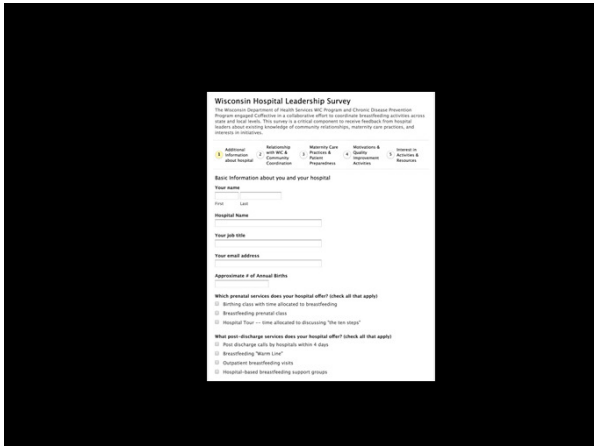 Wisconsin Hospital Leadership Survey
The Wisconsin Department of Health Services WIC Program and Chronic Disease Prevention
Program engaged Coffective in a collaborative effort to coordinate breastfeeding activities across
state and local levels. This survey is a critical component to receive feedback from hospital
leaders about existing knowledge of community relationships, maternity care practices, and
interests in initiatives.
1 Additional Information about hospital
2 Relationship with WIC & Community Coordination
3 Maternity Care Practices & Patient Preparedness
4 Motivations & Quality Improvement Activities
5 Interest in Activities & Resources
Basic Information about you and your hospital
Your name
First Last
Hospital Name
Your job title
Your email address
Approximate # of Annual Births
Which prenatal services does your hospital offer? (check all that apply)
Birthing class with time allocated to breastfeeding
Breastfeeding prenatal class
Hospital Tour -- time allocated to discussing "the ten steps"
What post-discharge services does your hospital offer? (check all that apply)
Post discharge calls by hospitals within 4 days
Breastfeeding "Warm Line"
Outpatient breastfeeding visits
Hospital-based breastfeeding support groups